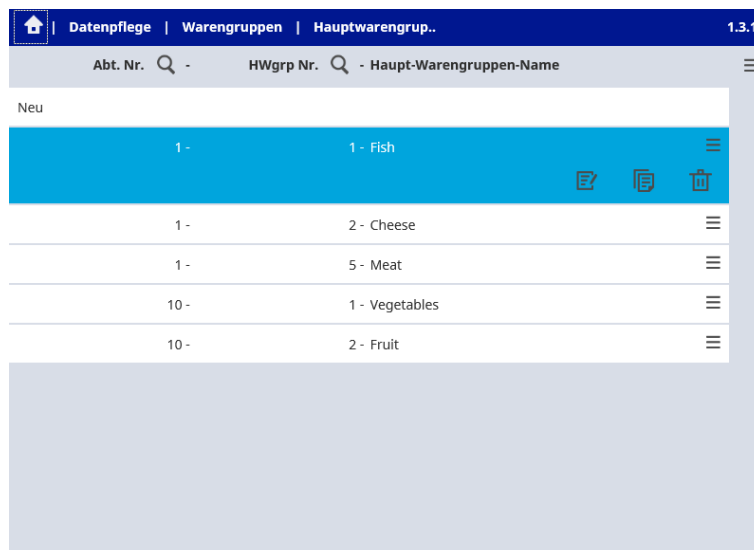 | Datenpflege | Warengruppen | Hauptwarengrup.. 1.3.1
Abt. Nr. - HWgrp Nr. - Haupt-Warengruppen-Name
Neu
1 - 1 - Fish
1 - 2 - Cheese
1 - 5 - Meat
10 - 1 - Vegetables
10 - 2 - Fruit